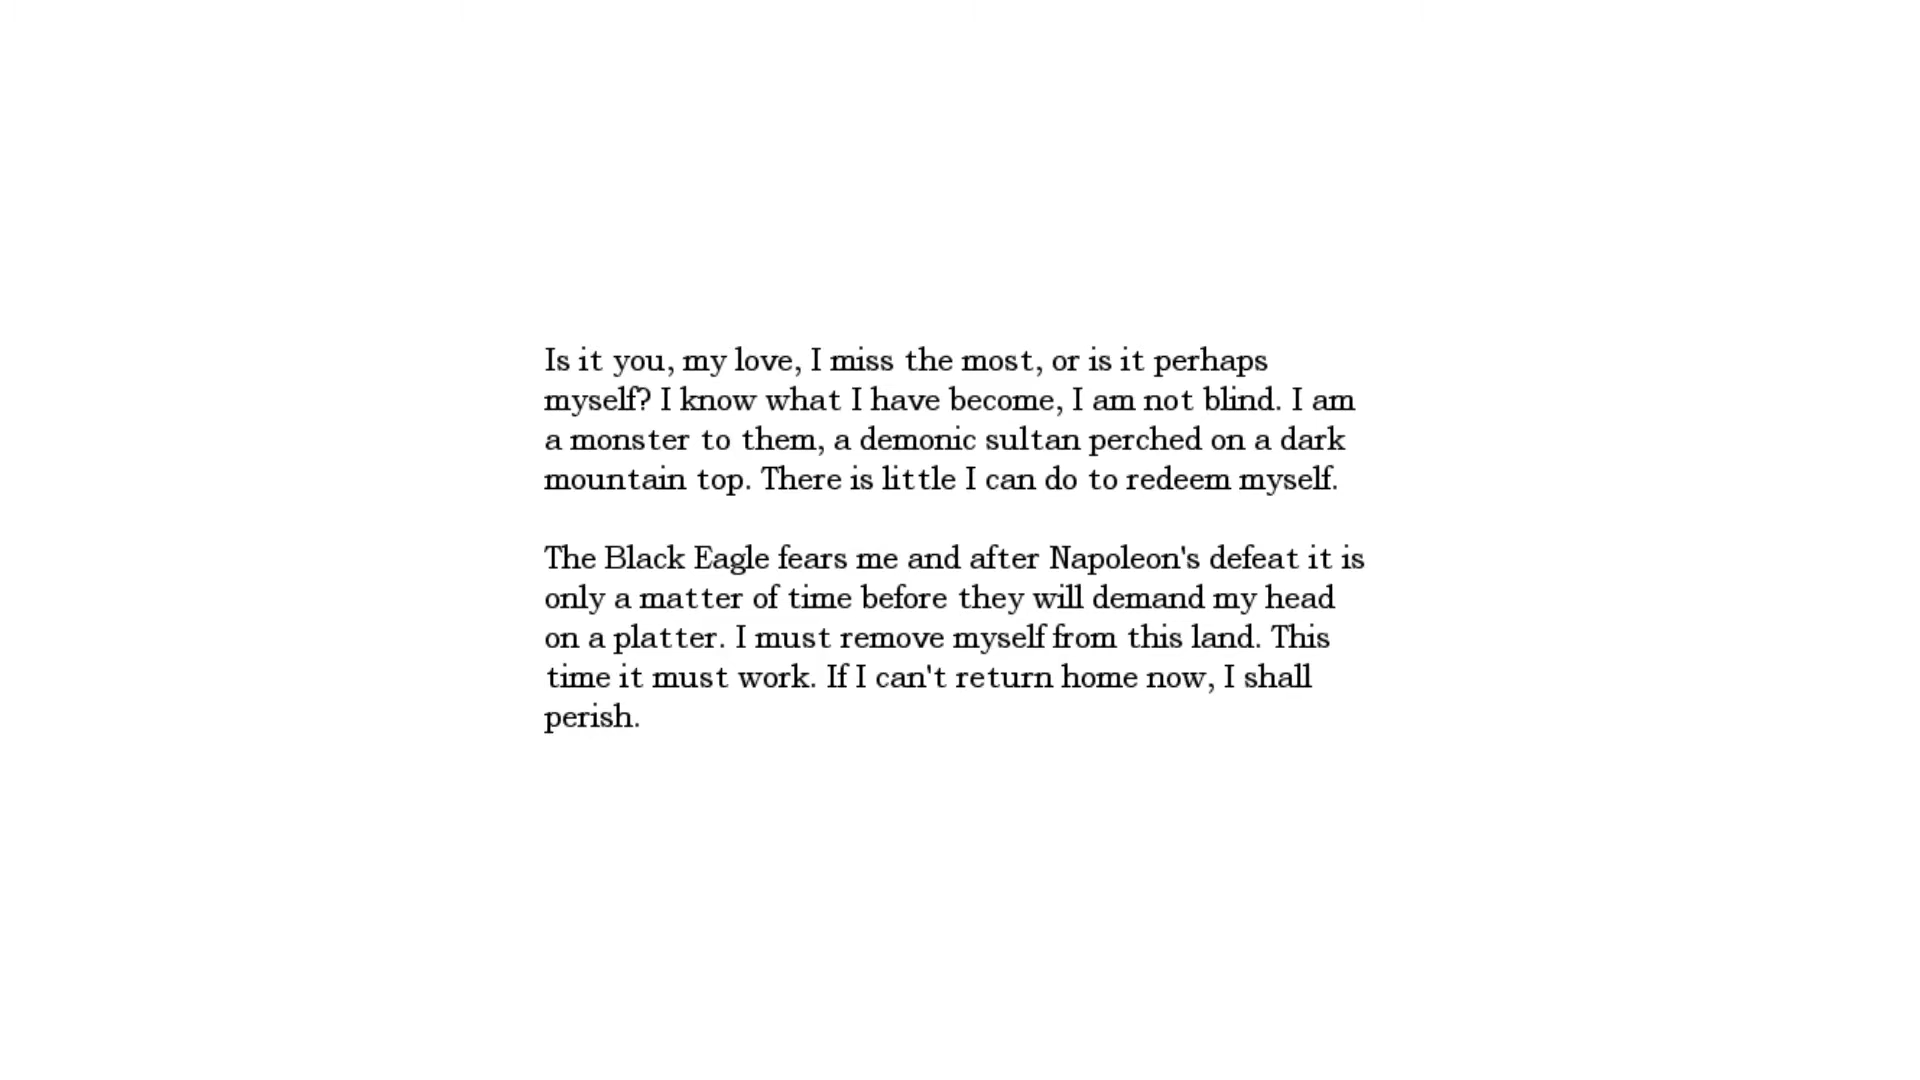 Is it you, my love, I miss the most, or is it perhaps
myself? I know what I have become, I am not blind. I am
a monster to them, a demonic sultan perched on a dark
mountain top. There is little I can do to redeem myself.
The Black Eagle fears me and after Napoleon's defeat it is
only a matter of time before they will demand my head
on a platter. I must remove myself from this land. This
time it must work. If I can't return home now, I shall
perish.